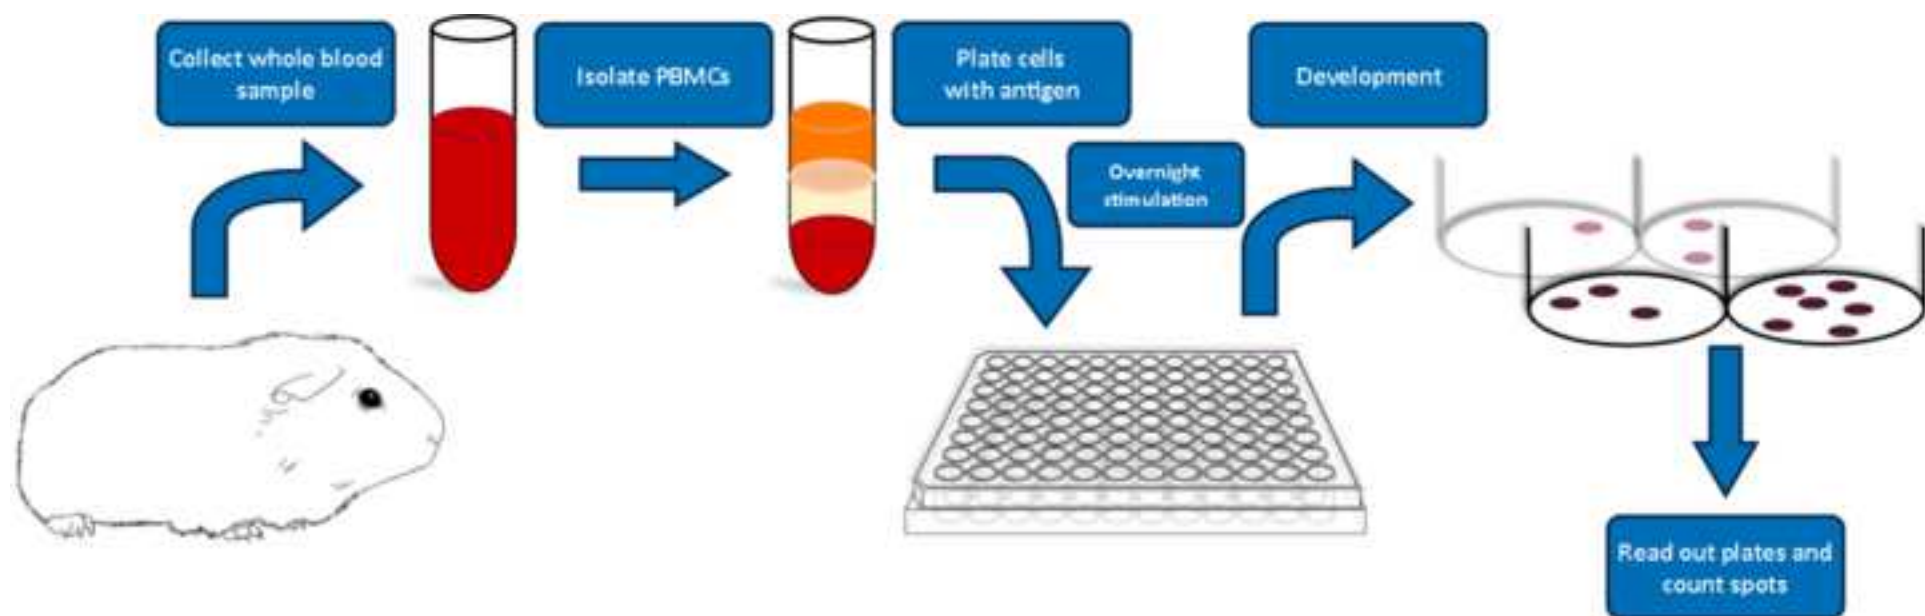 Collect whole blood
sample
Isolate PBMCs
Plate cells
with antigen
Overnight
stimulation
Development
Read out plates and
count spots